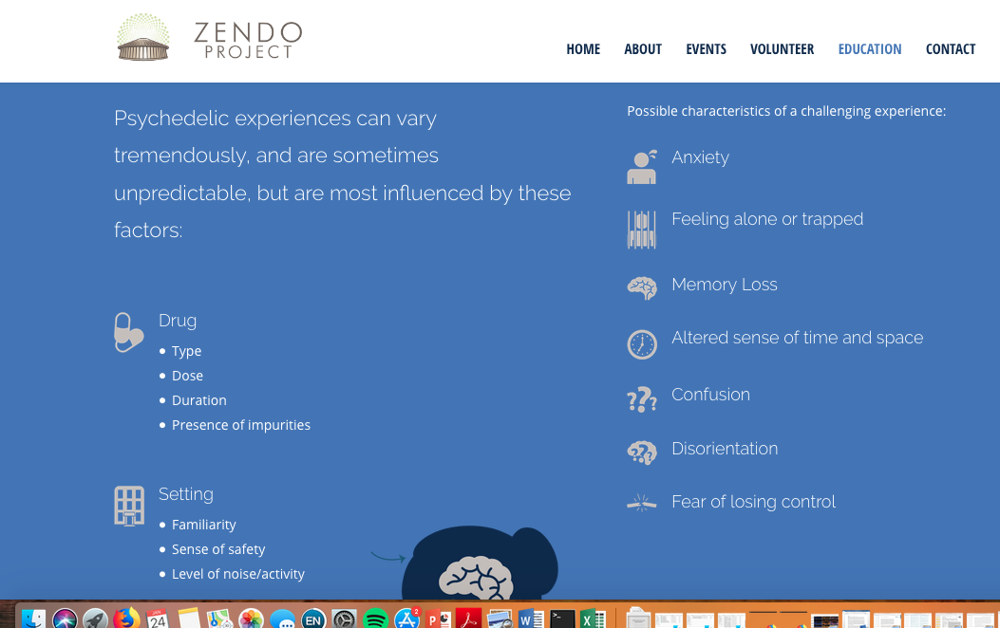 ZENDO
PROJECT
HOME ABOUT EVENTS VOLUNTEER EDUCATION CONTACT
Psychedelic experiences can vary
tremendously, and are sometimes
unpredictable, but are most influenced by these
factors:
Drug
Type
Dose
Duration
Presence of impurities
Setting
Familiarity
Sense of safety
Level of noise/activity
Possible characteristics of a challenging experience:
Anxiety
Feeling alone or trapped
Memory Loss
Altered sense of time and space
Confusion
Disorientation
Fear of losing control
JAN
24
EN
2
P
W
X